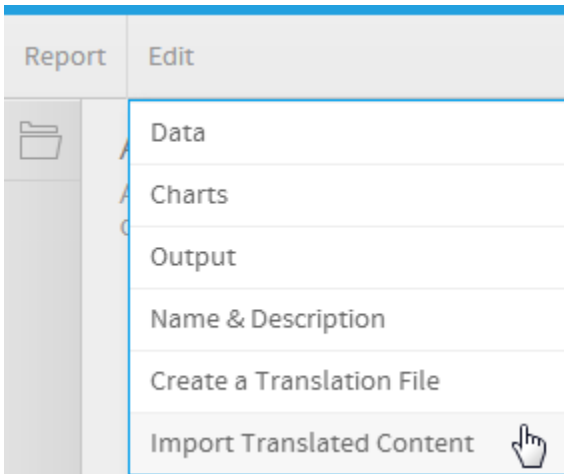 Report
Edit
Data
Charts
Output
Name & Description
Create a Translation File
Import Translated Content